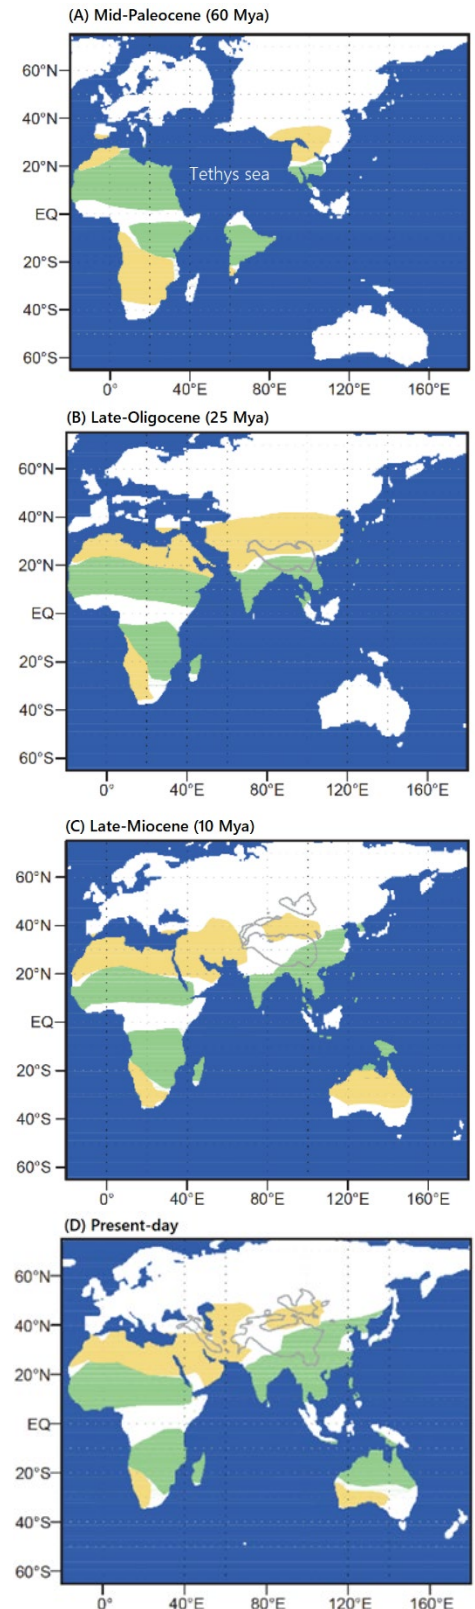 (A) Mid-Paleocene (60 Mya)
60°N
40°N
20°N
Tethys sea
EQ
20°S
40°S
60°S
0° 40°E 80°E 120°E 160°E
(B) Late-Oligocene (25 Mya)
60°N
40°N
20°N
EQ
20°S
40°S
60°S
0° 40°E 80°E 120°E 160°E
(C) Late-Miocene (10 Mya)
60°N
40°N
20°N
EQ
20°S
40°S
60°S
0° 40°E 80°E 120°E 160°E
(D) Present-day
60°N
40°N
20°N
EQ
20°S
40°S
60°S
0° 40°E 80°E 120°E 160°E